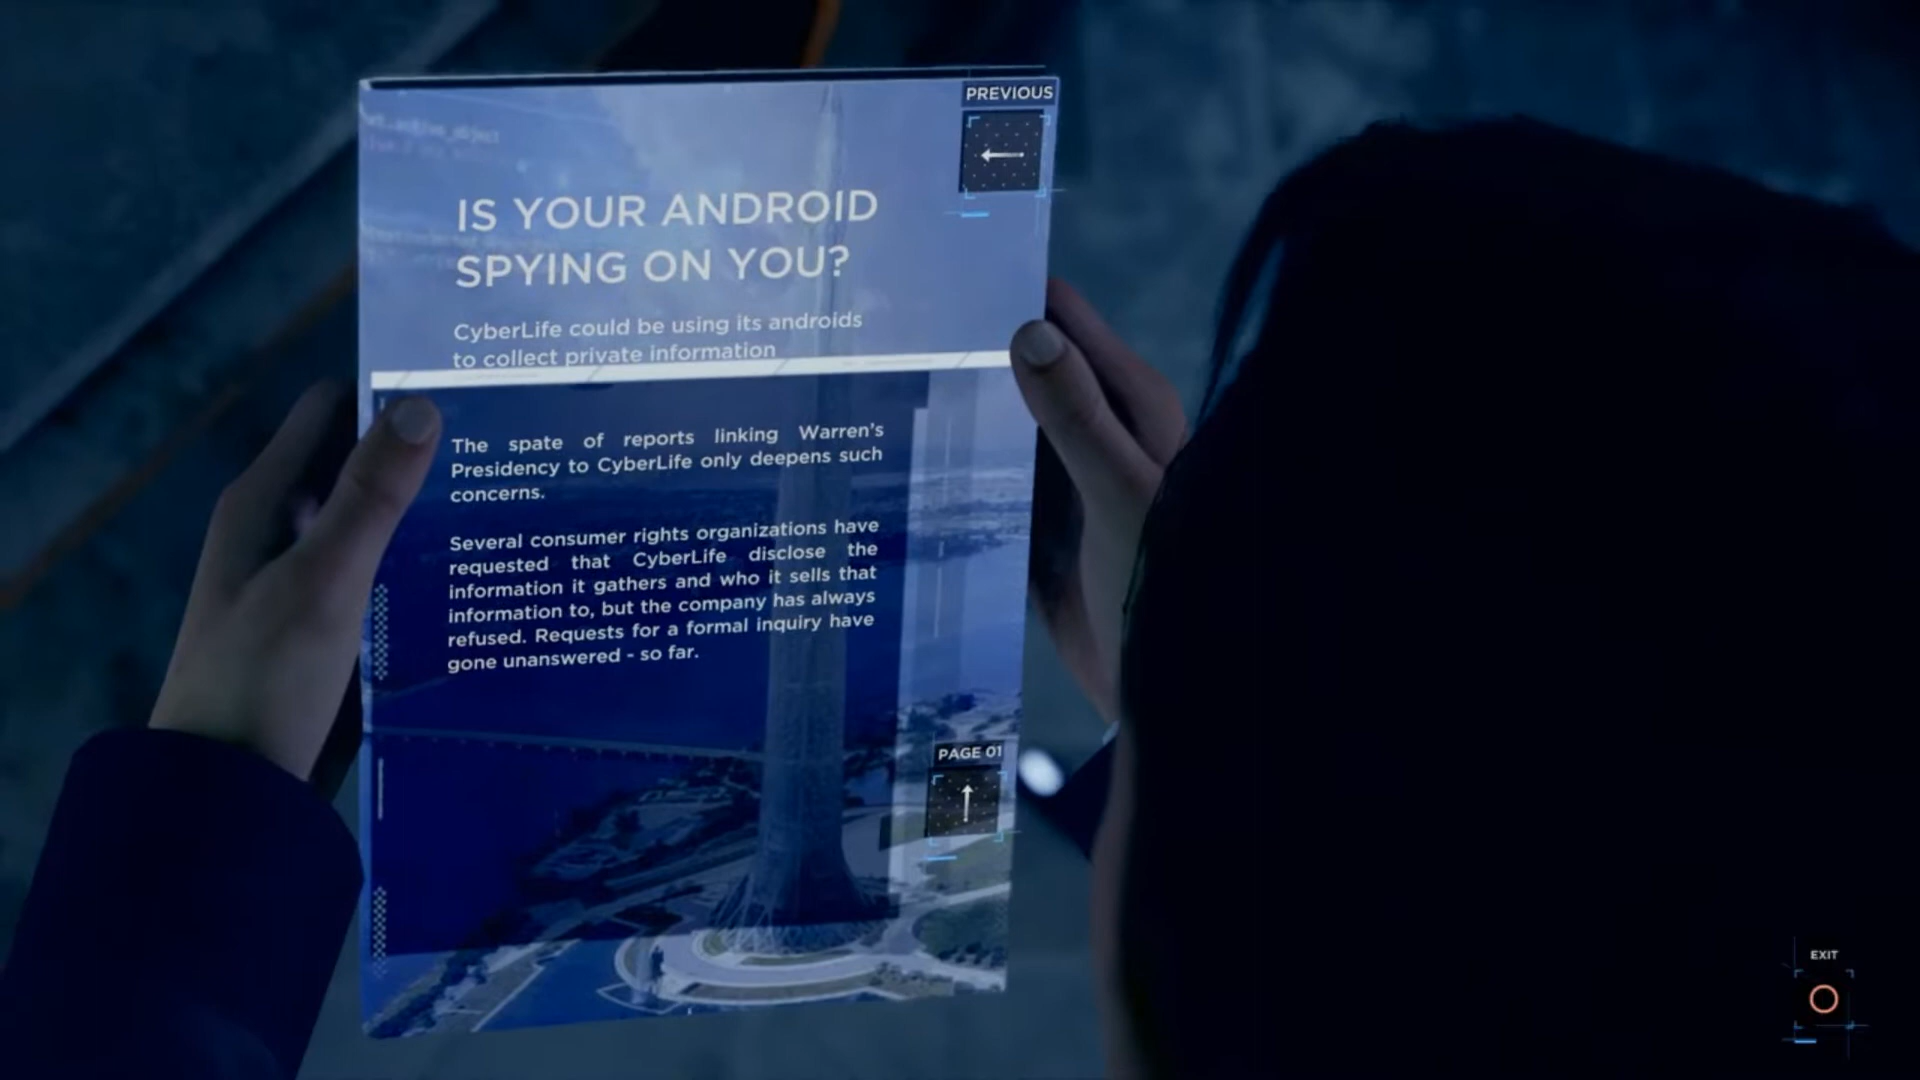 PREVIOUS
IS YOUR ANDROID
SPYING ON YOU?
CyberLife could be using its androids
to collect private information
The spate of reports linking Warren's
Presidency to CyberLife only deepens such
concerns.
Several consumer rights organizations have
requested that CyberLife disclose the
information it gathers and who it sells that
information to, but the company has always
refused. Requests for a formal inquiry have
gone unanswered - so far.
PAGE 01
EXIT